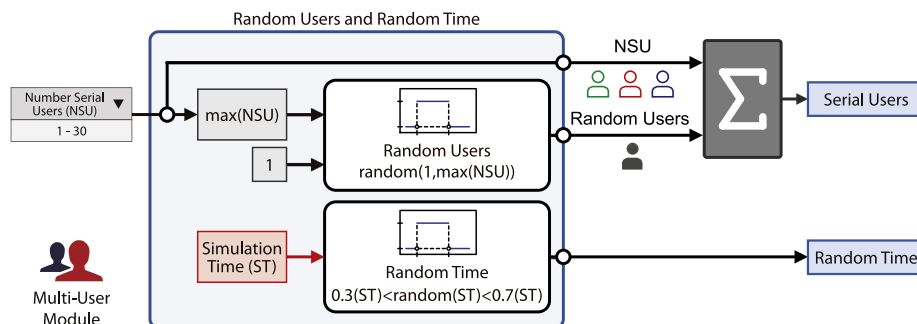 Random Users and Random Time
NSU
Number Serial
Users (NSU)
1 - 30
max(NSU)
1
Random Users
random(1,max(NSU))
Random Users
Σ
Serial Users
Simulation
Time (ST)
Random Time
0.3(ST)<random(ST)<0.7(ST)
Random Time
Multi-User
Module